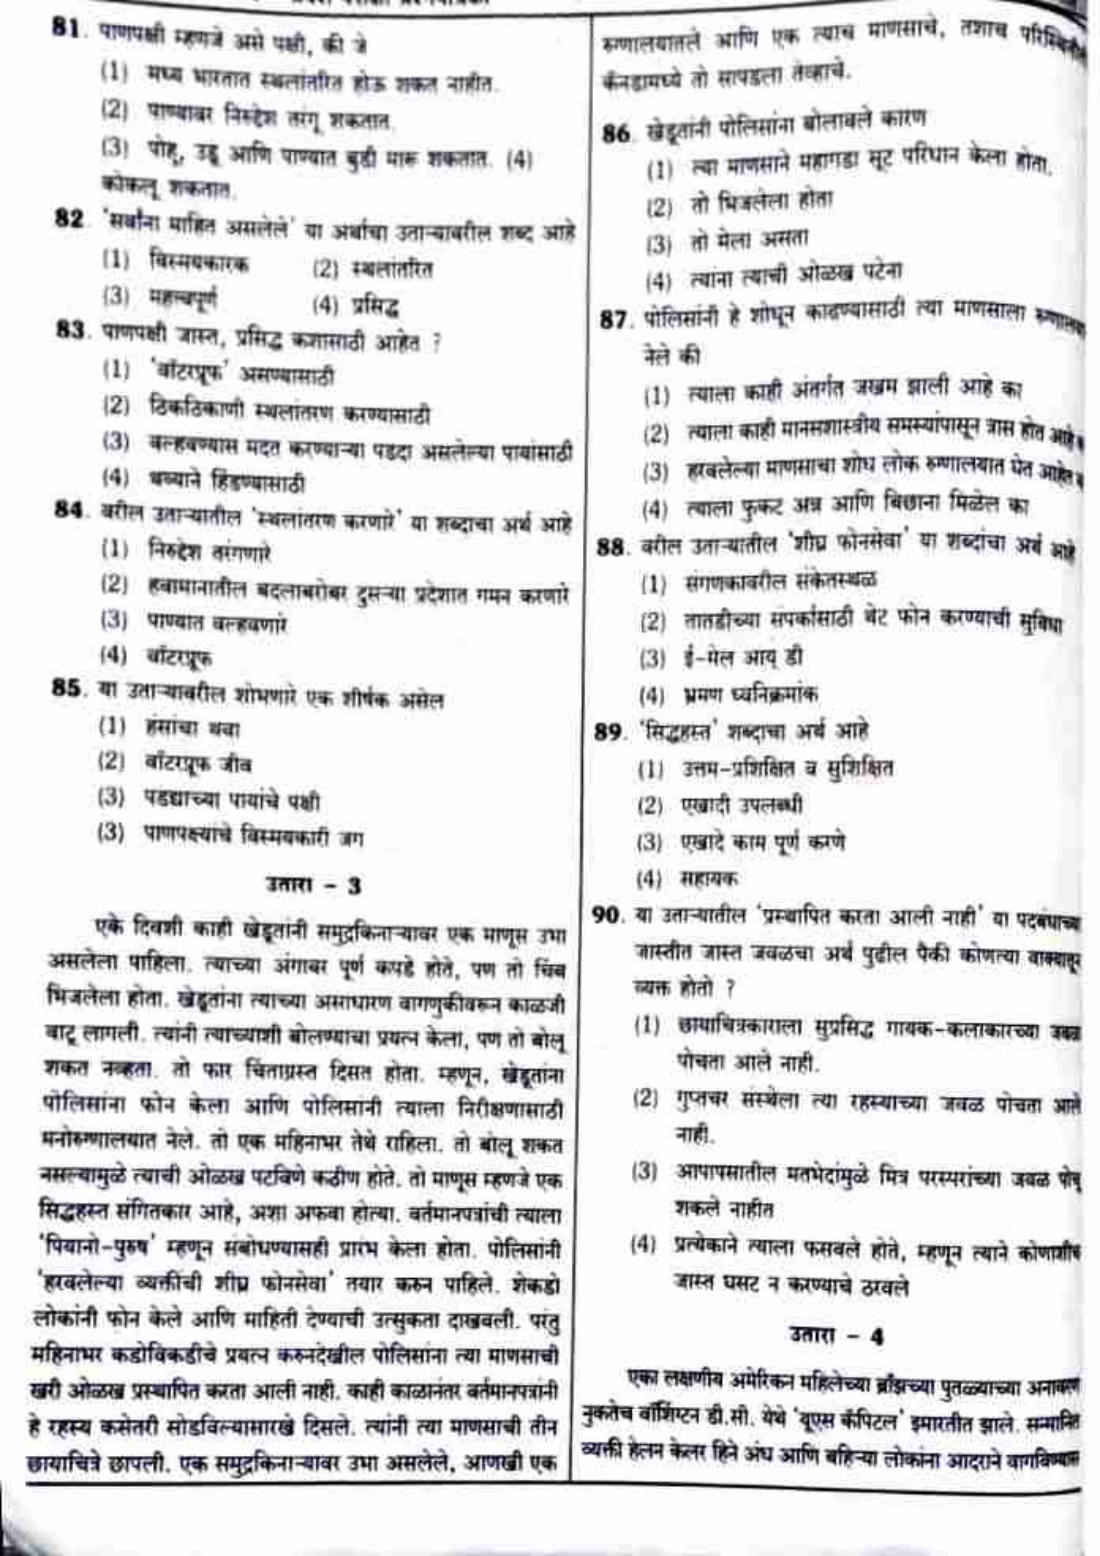 81. पाणपक्षी म्हणजे असे पक्षी, की जे
(1) मध्य भारतात स्थलांतरित होऊ शकत नाहीत.
(2) पाण्यावर निरुद्देश तरंगू शकतात.
(3) पोहू, उडू आणि पाण्यात बुडी मारू शकतात. (4)
कोकलू शकतात.
82. 'सर्वांना माहित असलेले' या अर्थाचा उताऱ्यावरील शब्द आहे
(1) विस्मयकारक (2) स्थलांतरित
(3) महत्त्वपूर्ण (4) प्रसिद्ध
83. पाणपक्षी जास्त, प्रसिद्ध कशासाठी आहेत ?
(1) 'वॉटरप्रूफ' असण्यासाठी
(2) ठिकठिकाणी स्थलांतरण करण्यासाठी
(3) वल्हवण्यास मदत करण्याऱ्या पडदा असलेल्या पायांसाठी
(4) थव्याने हिंडण्यासाठी
84. वरील उताऱ्यातील 'स्थलांतरण करणारे' या शब्दाचा अर्थ आहे
(1) निरुद्देश तरंगणारे
(2) हवामानातील बदलाबरोबर दुसऱ्या प्रदेशात गमन करणारे
(3) पाण्यात वल्हवणारे
(4) वॉटरप्रूफ
85. या उताऱ्यावरील शोभणारे एक शीर्षक असेल
(1) हंसांचा थवा
(2) वॉटरप्रूफ जीव
(3) पडद्याच्या पायांचे पक्षी
(3) पाणपक्ष्यांचे विस्मयकारी जग
उतारा - 3
एके दिवशी काही खेडूतांनी समुद्रकिनाऱ्यावर एक माणूस उभा
असलेला पाहिला. त्याच्या अंगावर पूर्ण कपडे होते, पण तो चिंब
भिजलेला होता. खेडूतांना त्याच्या असाधारण वागणुकीवरून काळजी
वाटू लागली. त्यांनी त्याच्याशी बोलण्याचा प्रयत्न केला, पण तो बोलू
शकत नव्हता. तो फार चिंताग्रस्त दिसत होता. म्हणून, खेडूतांना
पोलिसांना फोन केला आणि पोलिसांनी त्याला निरीक्षणासाठी
मनोरुग्णालयात नेले. तो एक महिनाभर तेथे राहिला. तो बोलू शकत
नसल्यामुळे त्याची ओळख पटविणे कठीण होते. तो माणूस म्हणजे एक
सिद्धहस्त संगितकार आहे, अशा अफवा होत्या. वर्तमानपत्रांची त्याला
'पियानो-पुरुष' म्हणून संबोधण्यासही प्रारंभ केला होता. पोलिसांनी
'हरवलेल्या व्यक्तींची शीघ्र फोनसेवा' तयार करुन पाहिले. शेकडो
लोकांनी फोन केले आणि माहिती देण्याची उत्सुकता दाखवली. परंतु
महिनाभर कडोविकडीचे प्रयत्न करुनदेखील पोलिसांना त्या माणसाची
खरी ओळख प्रस्थापित करता आली नाही. काही काळानंतर वर्तमानपत्रांनी
हे रहस्य कसेतरी सोडविल्यासारखे दिसले. त्यांनी त्या माणसाची तीन
छायाचित्रे छापली. एक समुद्रकिनाऱ्यावर उभा असलेले, आणखी एक
रुग्णालयातले आणि एक त्याच माणसाचे, तशाच परिस्थितीत
कॅनडामध्ये तो सापडला तेव्हाचे.
86. खेडूतांनी पोलिसांना बोलावले कारण
(1) त्या माणसाने महागडा सूट परिधान केला होता.
(2) तो भिजलेला होता
(3) तो मेला असता
(4) त्यांना त्याची ओळख पटेना
87. पोलिसांनी हे शोधून काढण्यासाठी त्या माणसाला
नेले की
(1) त्याला काही अंतर्गत जखम झाली आहे का
(2) त्याला काही मानसशास्त्रीय समस्यांपासून त्रास होत आहे
(3) हरवलेल्या माणसाचा शोध लोक रुग्णालयात घेत आहेत
(4) त्याला फुकट अन्न आणि बिछाना मिळेल का
88. वरील उताऱ्यातील 'शीघ्र फोनसेवा' या शब्दांचा अर्थ आहे
(1) संगणकावरील संकेतस्थळ
(2) तातडीच्या संपर्कासाठी थेट फोन करण्याची सुविधा
(3) ई-मेल आय् डी
(4) भ्रमण ध्वनिक्रमांक
89. 'सिद्धहस्त' शब्दाचा अर्थ आहे
(1) उत्तम-प्रशिक्षित व सुशिक्षित
(2) एखादी उपलब्धी
(3) एखादे काम पूर्ण करणे
(4) सहायक
90. या उताऱ्यातील 'प्रस्थापित करता आली नाही' या पदबंधाच्या
जास्तीत जास्त जवळचा अर्थ पुढील पैकी कोणत्या वाक्यातून
व्यक्त होतो ?
(1) छायाचित्रकाराला सुप्रसिद्ध गायक-कलाकारच्या जवळ
पोचता आले नाही.
(2) गुप्तचर संस्थेला त्या रहस्याच्या जवळ पोचता आले
नाही.
(3) आपापसातील मतभेदांमुळे मित्र परस्परांच्या जवळ पोचू
शकले नाहीत
(4) प्रत्येकाने त्याला फसवले होते, म्हणून त्याने कोणाशीच
जास्त घसट न करण्याचे ठरवले
उतारा - 4
एका लक्षणीय अमेरिकन महिलेच्या ब्राँझच्या पुतळ्याच्या अनावरण
नुकतेच वॉशिंग्टन डी.सी. येथे 'यूएस कॅपिटल' इमारतीत झाले. सन्मानित
व्यक्ती हेलन केलर हिने अंध आणि बहिऱ्या लोकांना आदराने वागविण्यास